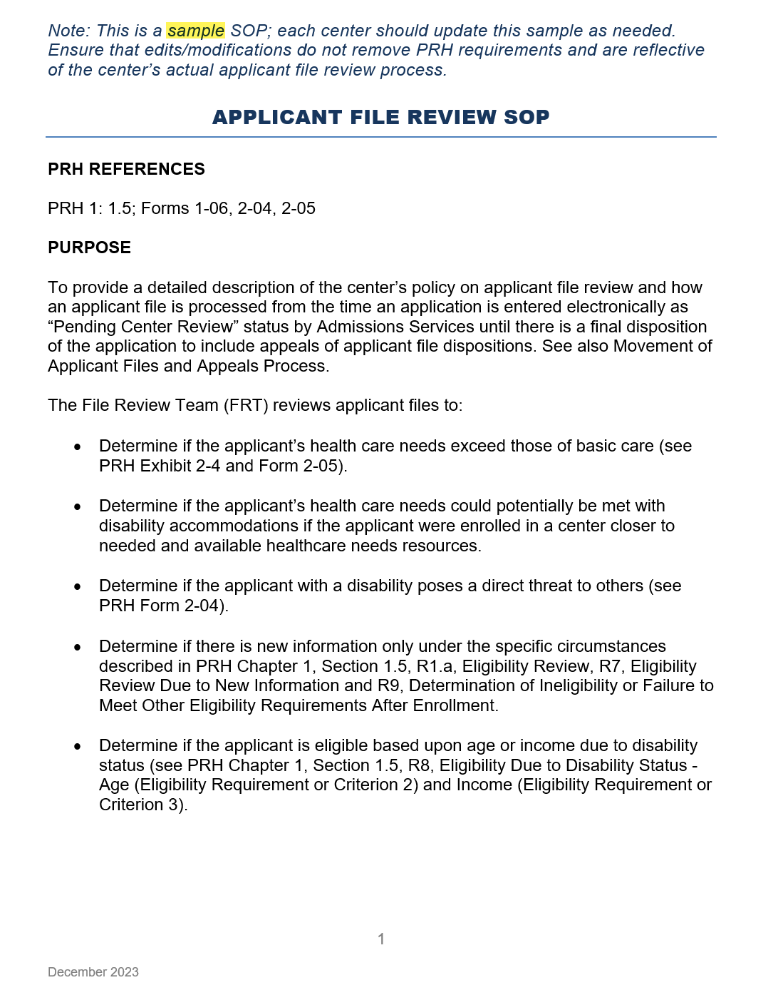 Note: This is a sample SOP; each center should update this sample as needed.
Ensure that edits/modifications do not remove PRH requirements and are reflective
of the center’s actual applicant file review process.
APPLICANT FILE REVIEW SOP
PRH REFERENCES
PRH 1: 1.5; Forms 1-06, 2-04, 2-05
PURPOSE
To provide a detailed description of the center’s policy on applicant file review and how
an applicant file is processed from the time an application is entered electronically as
“Pending Center Review” status by Admissions Services until there is a final disposition
of the application to include appeals of applicant file dispositions. See also Movement of
Applicant Files and Appeals Process.
The File Review Team (FRT) reviews applicant files to:
• Determine if the applicant’s health care needs exceed those of basic care (see
PRH Exhibit 2-4 and Form 2-05).
• Determine if the applicant’s health care needs could potentially be met with
disability accommodations if the applicant were enrolled in a center closer to
needed and available healthcare needs resources.
• Determine if the applicant with a disability poses a direct threat to others (see
PRH Form 2-04).
• Determine if there is new information only under the specific circumstances
described in PRH Chapter 1, Section 1.5, R1.a, Eligibility Review, R7, Eligibility
Review Due to New Information and R9, Determination of Ineligibility or Failure to
Meet Other Eligibility Requirements After Enrollment.
• Determine if the applicant is eligible based upon age or income due to disability
status (see PRH Chapter 1, Section 1.5, R8, Eligibility Due to Disability Status -
Age (Eligibility Requirement or Criterion 2) and Income (Eligibility Requirement or
Criterion 3).
1
December 2023